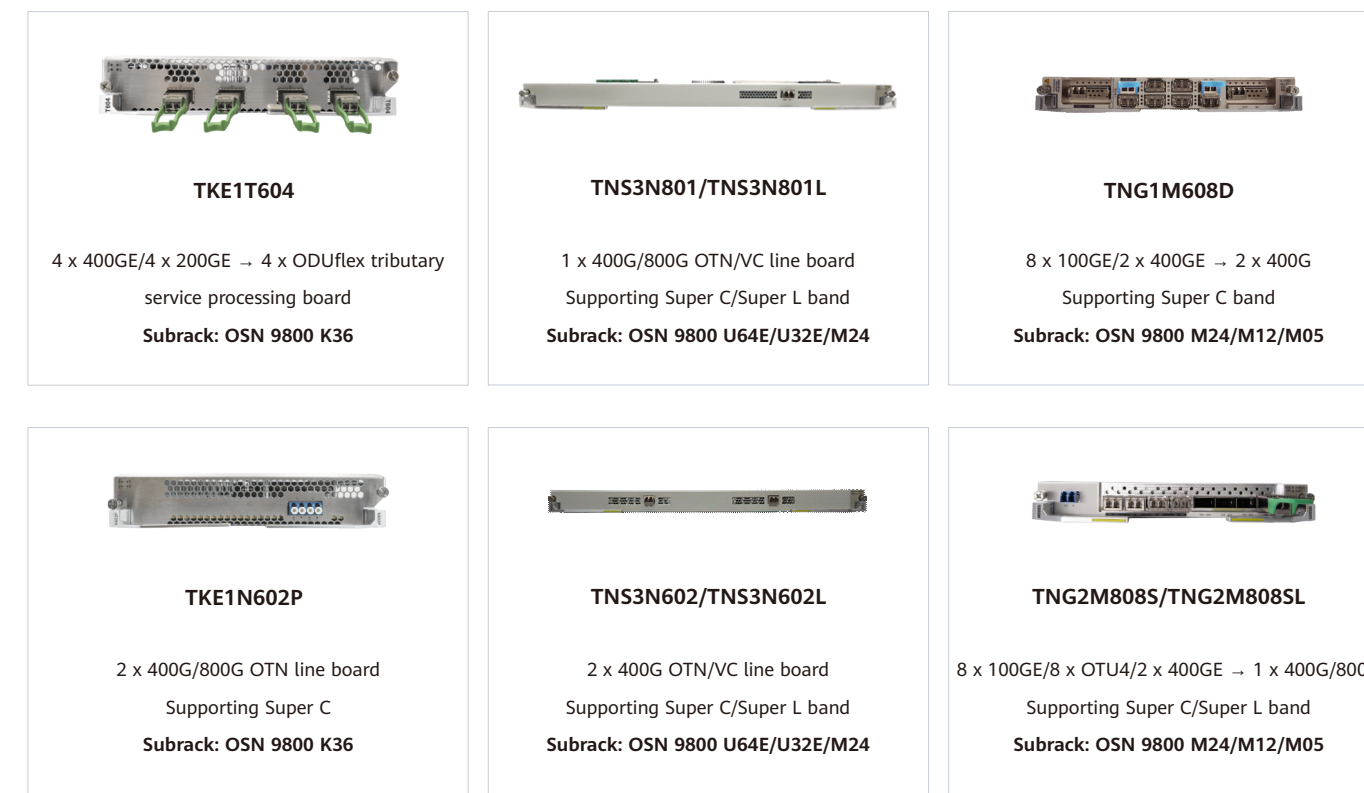 TKE1T604
4 x 400GE/4 x 200GE → 4 x ODUflex tributary
service processing board
Subrack: OSN 9800 K36
TNS3N801/TNS3N801L
1 x 400G/800G OTN/VC line board
Supporting Super C/Super L band
Subrack: OSN 9800 U64E/U32E/M24
TNG1M608D
8 x 100GE/2 x 400GE → 2 x 400G
Supporting Super C band
Subrack: OSN 9800 M24/M12/M05
TKE1N602P
2 x 400G/800G OTN line board
Supporting Super C
Subrack: OSN 9800 K36
TNS3N602/TNS3N602L
2 x 400G OTN/VC line board
Supporting Super C/Super L band
Subrack: OSN 9800 U64E/U32E/M24
TNG2M808S/TNG2M808SL
8 x 100GE/8 x OTU4/2 x 400GE → 1 x 400G/800
Supporting Super C/Super L band
Subrack: OSN 9800 M24/M12/M05